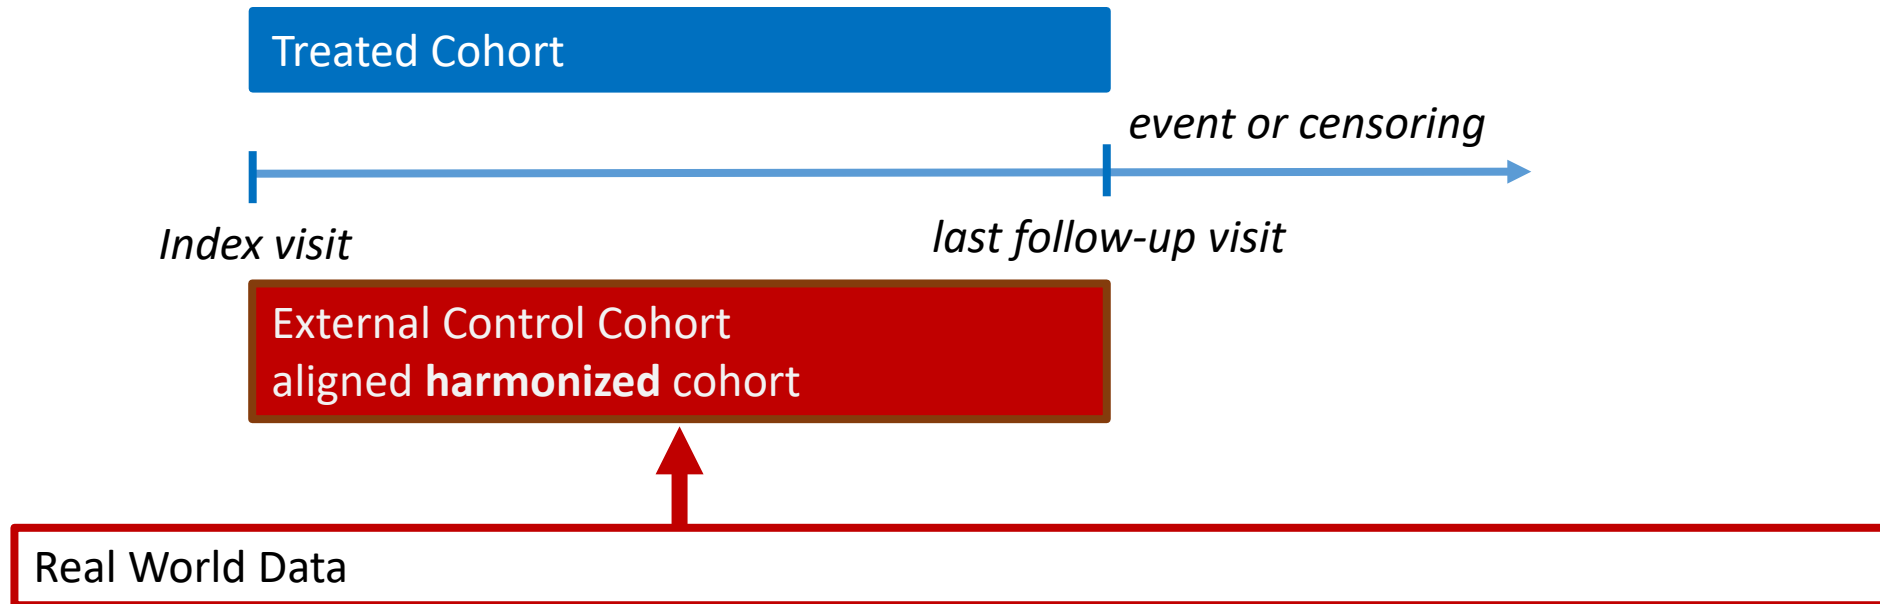 Treated Cohort
event or censoring
Index visit
last follow-up visit
External Control Cohort
aligned harmonized cohort
Real World Data